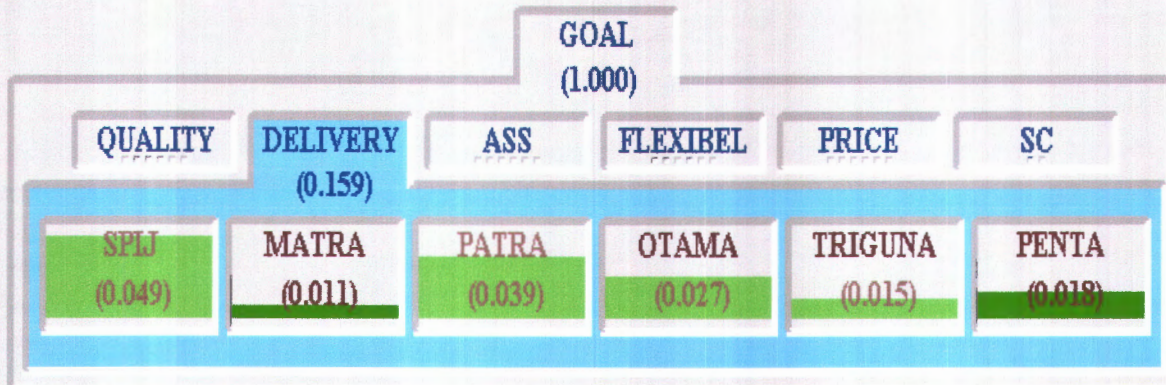 GOAL
(1.000)
QUALITY DELIVERY ASS FLEXIBEL PRICE SC
(0.159)
SPLJ MATRA PATRA OTAMA TRIGUNA PENTA
(0.049) (0.011) (0.039) (0.027) (0.015) (0.018)